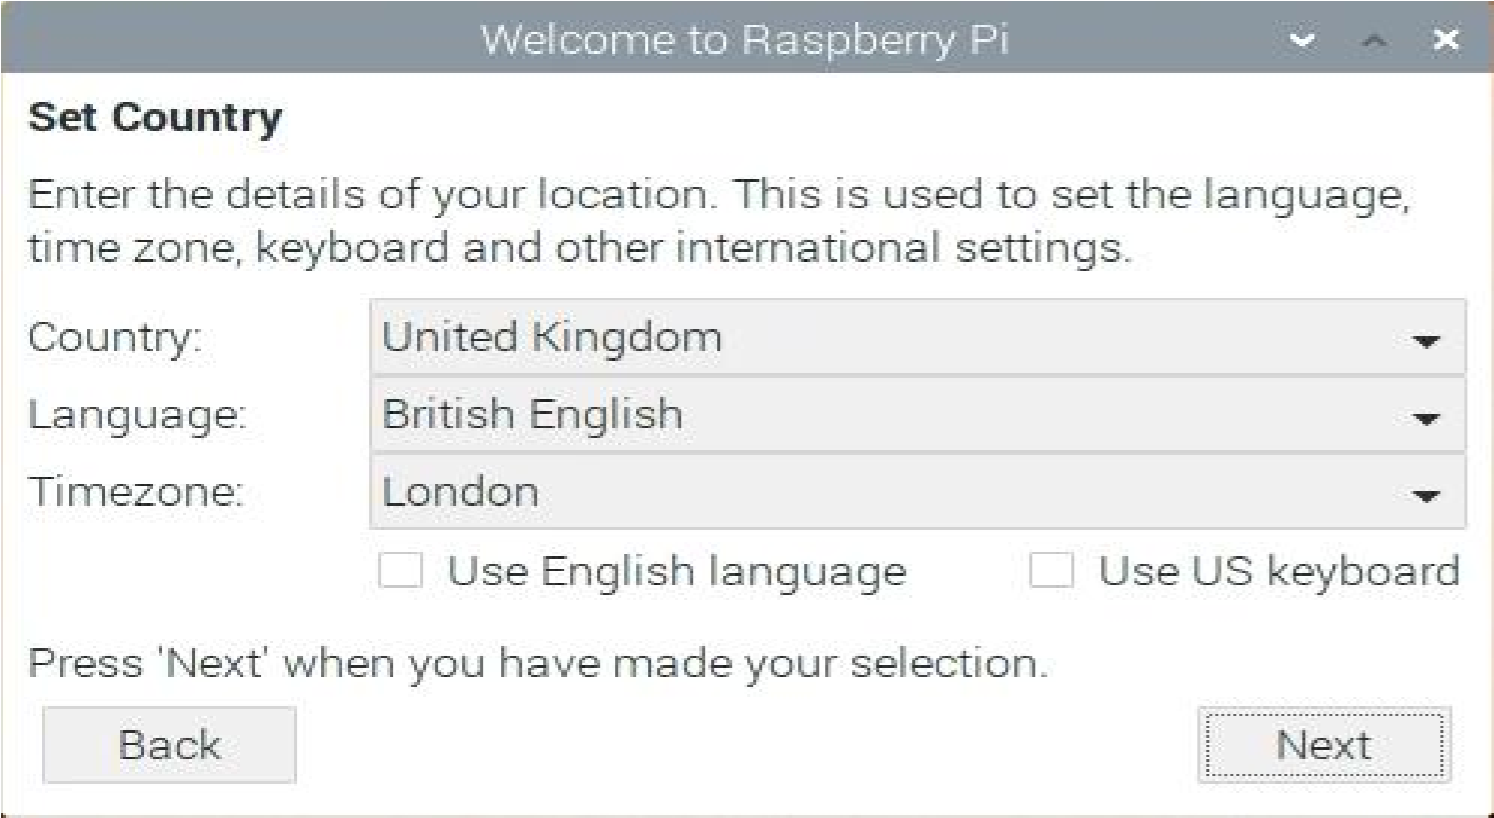 Welcome to Raspberry Pi
Set Country
Enter the details of your location. This is used to set the language,
time zone, keyboard and other international settings.
Country: United Kingdom
Language: British English
Timezone: London
Use English language Use US keyboard
Press 'Next' when you have made your selection.
Back Next